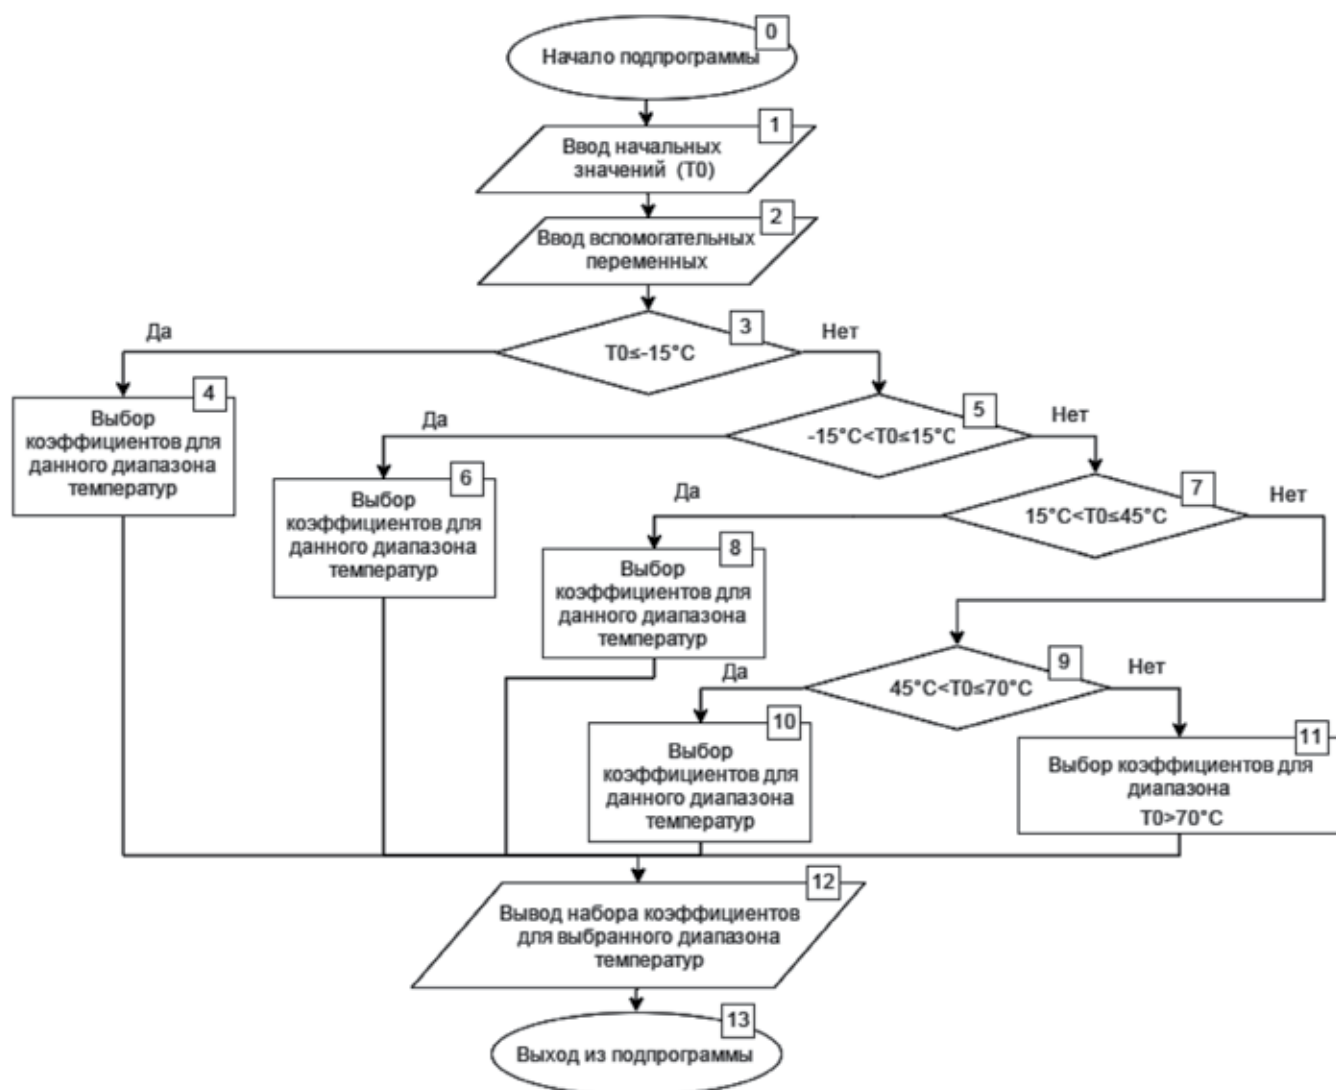 0
Начало подпрограммы
1
Ввод начальных
значений (T0)
2
Ввод вспомогательных
переменных
3
Да
Нет
T0≤-15°C
4
Выбор
коэффициентов для
данного диапазона
температур
5
Да
Нет
-15°C<T0≤15°C
6
Выбор
коэффициентов для
данного диапазона
температур
7
Да
Нет
15°C<T0≤45°C
8
Выбор
коэффициентов для
данного диапазона
температур
9
Да
Нет
45°C<T0≤70°C
10
Выбор
коэффициентов для
данного диапазона
температур
11
Выбор коэффициентов для
диапазона
T0>70°C
12
Вывод набора коэффициентов
для выбранного диапазона
температур
13
Выход из подпрограммы